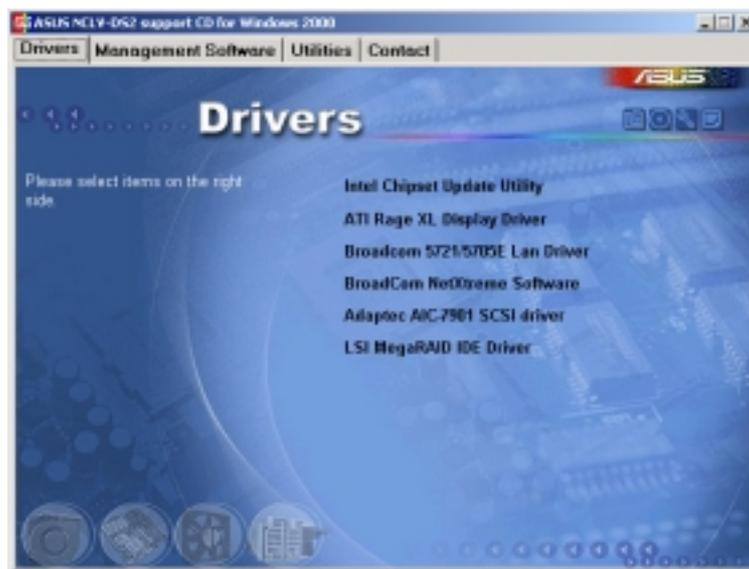 ASUS NCLV-DS2 support CD for Windows 2000
Drivers Management Software Utilities Contact
ASUS
Drivers
Please select items on the right
side.
Intel Chipset Update Utility
ATI Rage XL Display Driver
Broadcom 5721/5705E Lan Driver
BroadCom NetXtreme Software
Adaptec AIC-7901 SCSI driver
LSI MegaRAID IDE Driver